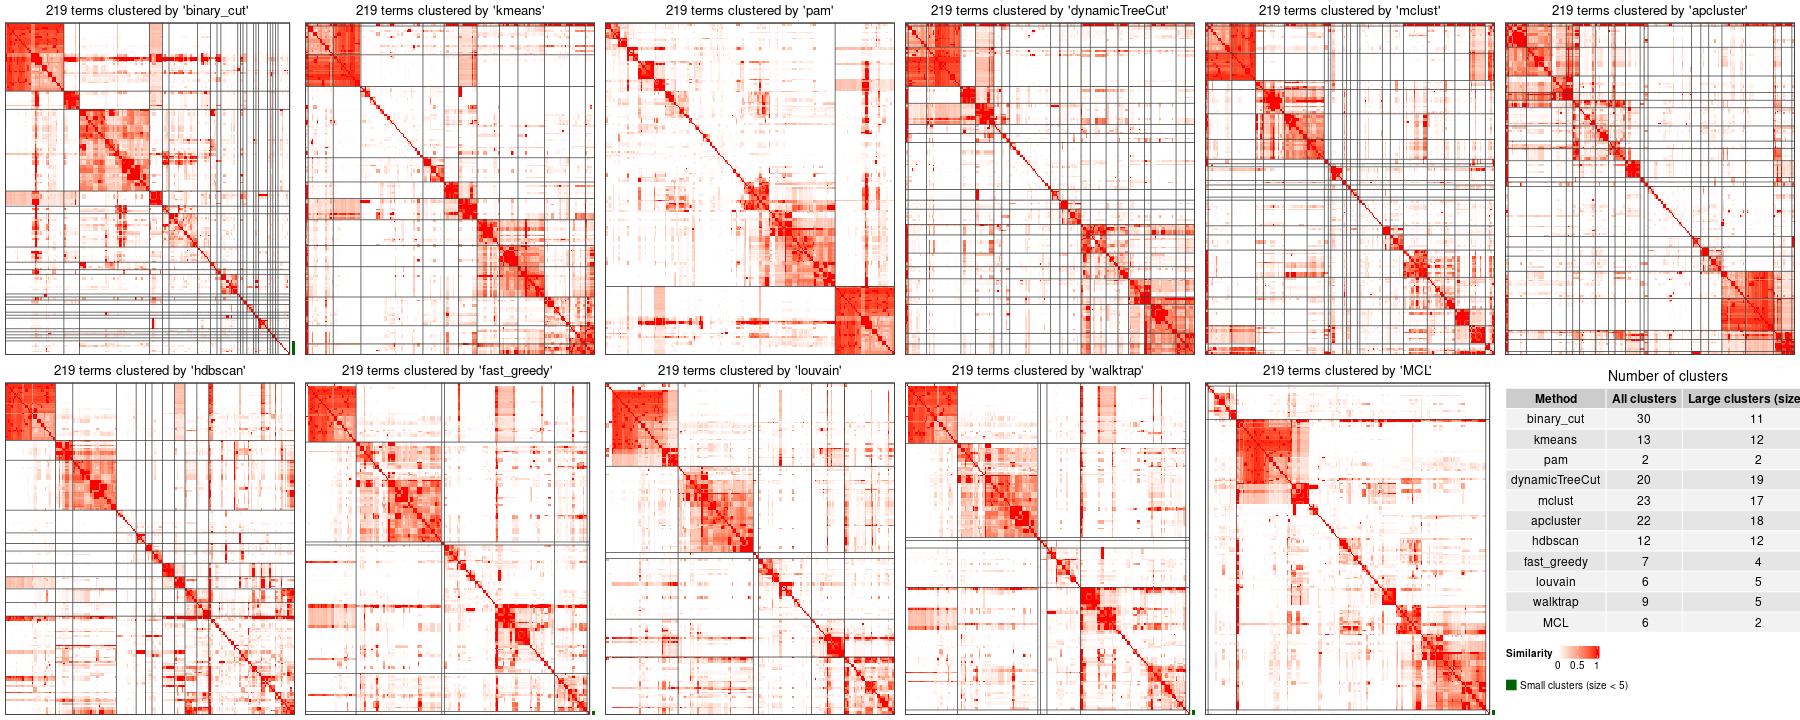 219 terms clustered by 'binary_cut'
219 terms clustered by 'kmeans'
219 terms clustered by 'pam'
219 terms clustered by 'dynamicTreeCut'
219 terms clustered by 'mclust'
219 terms clustered by 'apcluster'
219 terms clustered by 'hdbscan'
219 terms clustered by 'fast_greedy'
219 terms clustered by 'louvain'
219 terms clustered by 'walktrap'
219 terms clustered by 'MCL'
Number of clusters
Method All clusters Large clusters (size
binary_cut 30 11
kmeans 13 12
pam 2 2
dynamicTreeCut 20 19
mclust 23 17
apcluster 22 18
hdbscan 12 12
fast_greedy 7 4
louvain 6 5
walktrap 9 5
MCL 6 2
Similarity
0 0.5 1
Small clusters (size < 5)